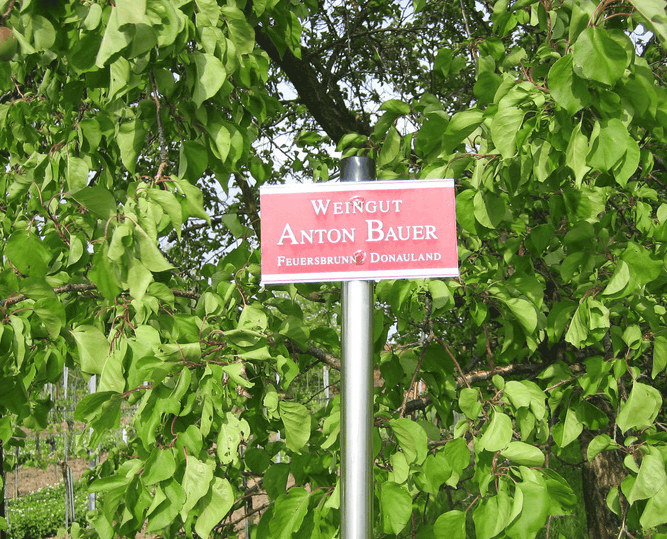 Weingut
Anton Bauer
Feuersbrunn Donauland